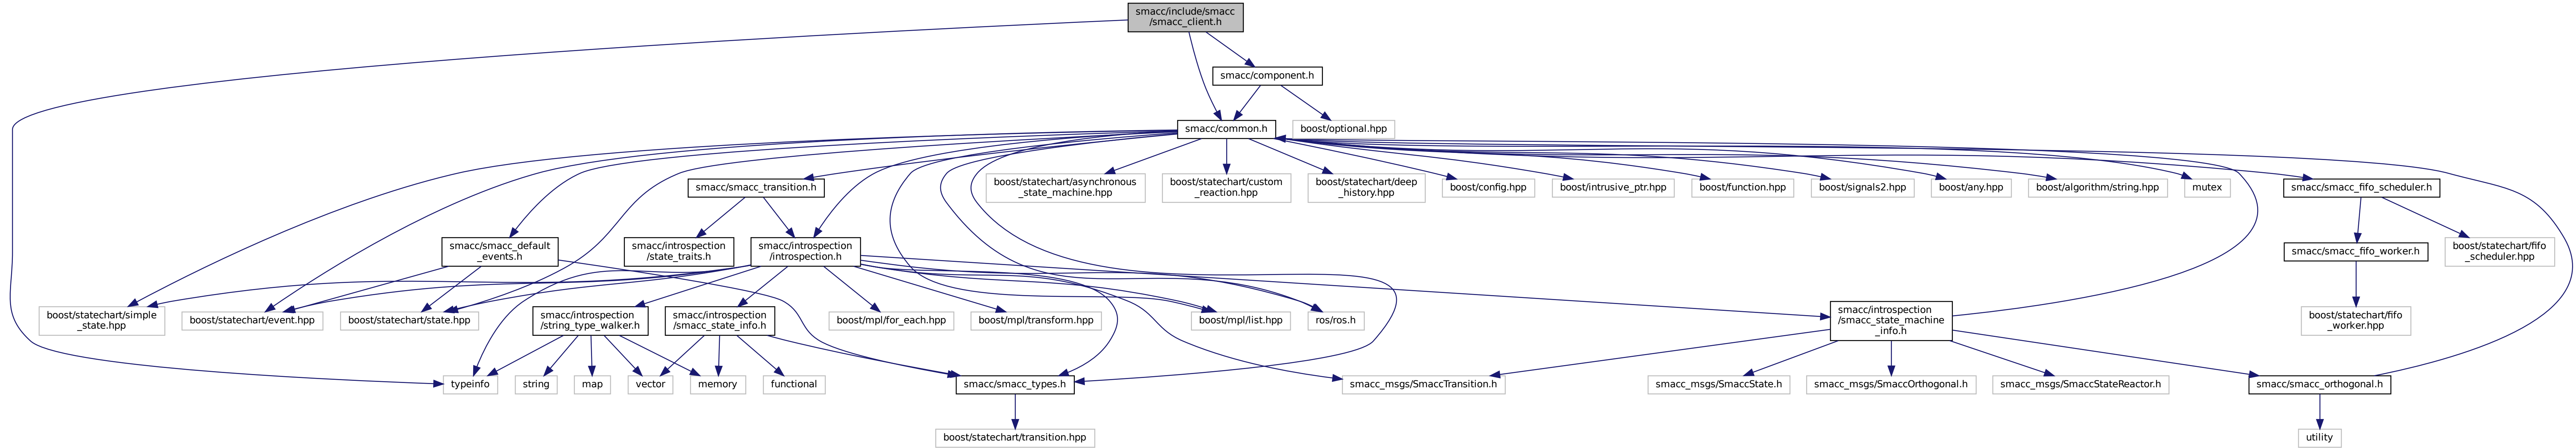 smacc/include/smacc
/smacc_client.h
smacc/component.h
smacc/common.h
boost/optional.hpp
smacc/smacc_transition.h
boost/statechart/asynchronous
_state_machine.hpp
boost/statechart/custom
_reaction.hpp
boost/statechart/deep
_history.hpp
boost/config.hpp
boost/intrusive_ptr.hpp
boost/function.hpp
boost/signals2.hpp
boost/any.hpp
boost/algorithm/string.hpp
mutex
smacc/smacc_fifo_scheduler.h
smacc/smacc_default
_events.h
smacc/introspection
/state_traits.h
smacc/introspection
/introspection.h
smacc/smacc_fifo_worker.h
boost/statechart/fifo
_scheduler.hpp
boost/statechart/simple
_state.hpp
boost/statechart/event.hpp
boost/statechart/state.hpp
smacc/introspection
/string_type_walker.h
smacc/introspection
/smacc_state_info.h
boost/mpl/for_each.hpp
boost/mpl/transform.hpp
boost/mpl/list.hpp
ros/ros.h
smacc/introspection
/smacc_state_machine
_info.h
boost/statechart/fifo
_worker.hpp
typeinfo
string
map
vector
memory
functional
smacc/smacc_types.h
smacc_msgs/SmaccTransition.h
smacc_msgs/SmaccState.h
smacc_msgs/SmaccOrthogonal.h
smacc_msgs/SmaccStateReactor.h
smacc/smacc_orthogonal.h
boost/statechart/transition.hpp
utility